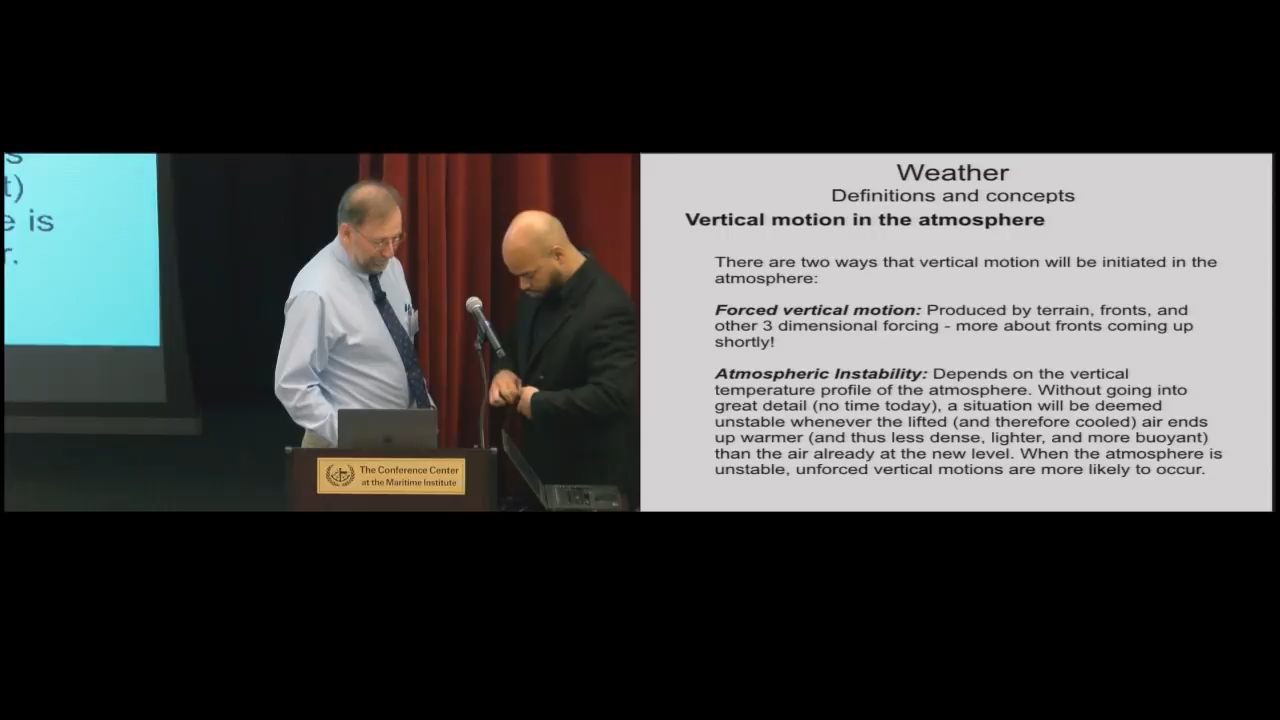 s
t)
e is
r.
The Conference Center
at the Maritime Institute
Weather
Definitions and concepts
Vertical motion in the atmosphere
There are two ways that vertical motion will be initiated in the
atmosphere:
Forced vertical motion: Produced by terrain, fronts, and
other 3 dimensional forcing - more about fronts coming up
shortly!
Atmospheric Instability: Depends on the vertical
temperature profile of the atmosphere. Without going into
great detail (no time today), a situation will be deemed
unstable whenever the lifted (and therefore cooled) air ends
up warmer (and thus less dense, lighter, and more buoyant)
than the air already at the new level. When the atmosphere is
unstable, unforced vertical motions are more likely to occur.